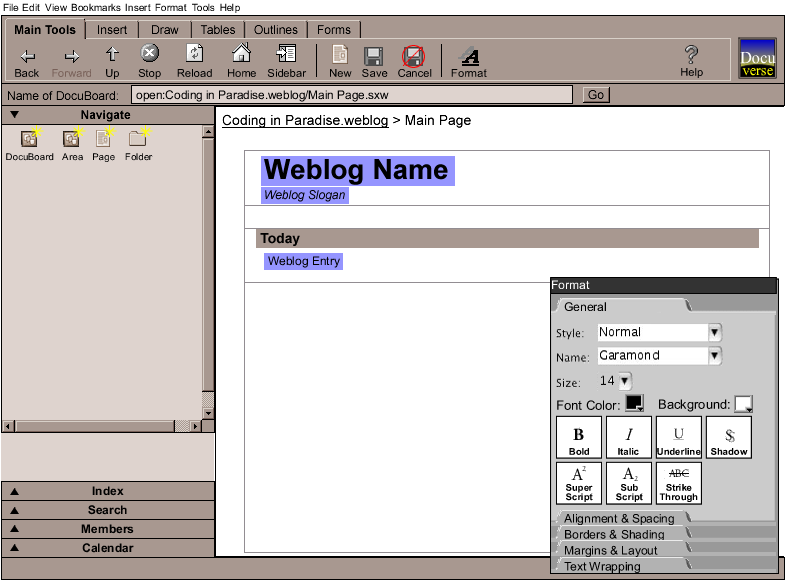 File Edit View Bookmarks Insert Format Tools Help
Main Tools Insert Draw Tables Outlines Forms
Back Forward Up Stop Reload Home Sidebar New Save Cancel Format Help
Docu
verse
Name of DocuBoard: open:Coding in Paradise.weblog/Main Page.sxw Go
Navigate
DocuBoard Area Page Folder
Coding in Paradise.weblog > Main Page
Weblog Name
Weblog Slogan
Today
Weblog Entry
Format
General
Style: Normal
Name: Garamond
Size: 14
Font Color: Background:
B I U S
Bold Italic Underline Shadow
A2 A2 ABC
Super Script Sub Script Strike Through
Alignment & Spacing
Borders & Shading
Margins & Layout
Text Wrapping
Index
Search
Members
Calendar